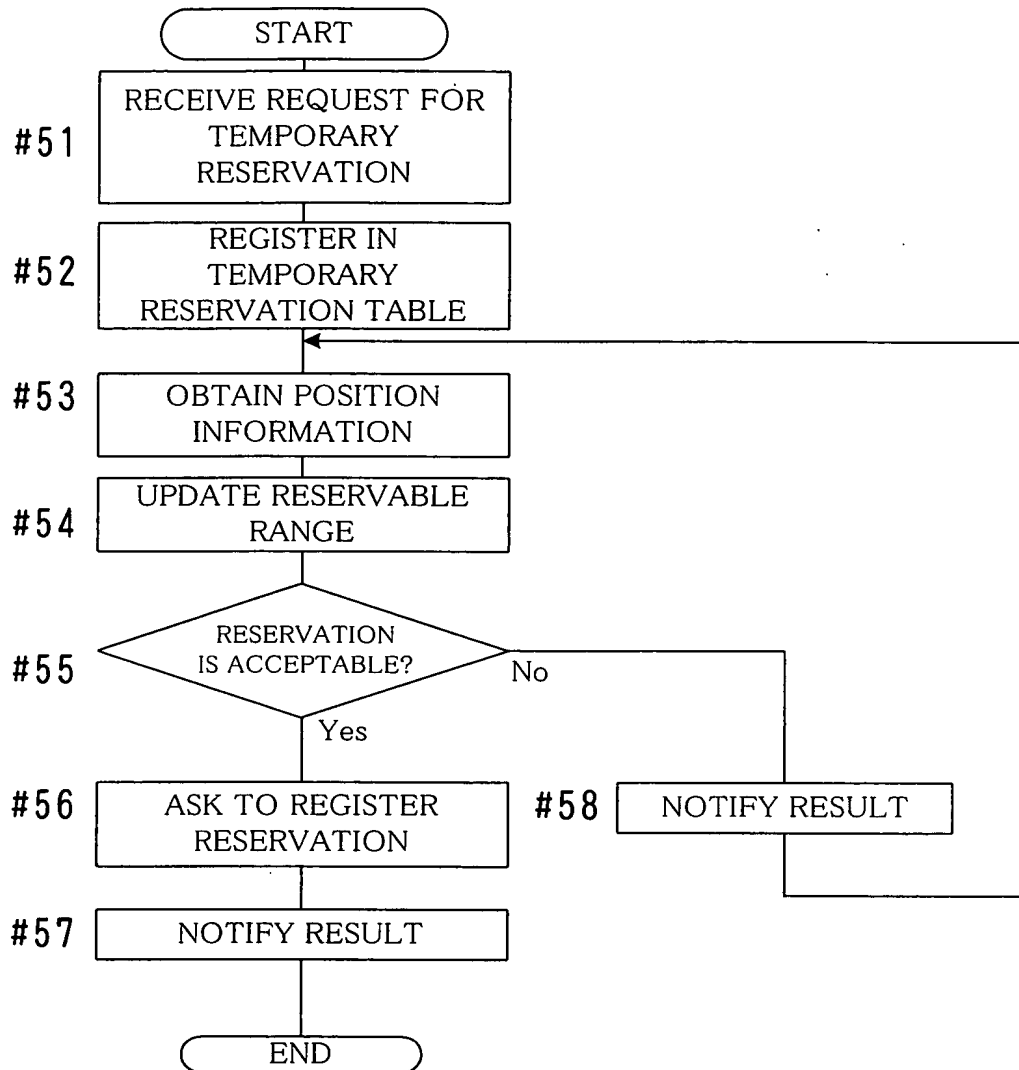 START
#51
RECEIVE REQUEST FOR
TEMPORARY
RESERVATION
#52
REGISTER IN
TEMPORARY
RESERVATION TABLE
#53
OBTAIN POSITION
INFORMATION
#54
UPDATE RESERVABLE
RANGE
#55
RESERVATION
IS ACCEPTABLE?
No
Yes
#56
ASK TO REGISTER
RESERVATION
#58
NOTIFY RESULT
#57
NOTIFY RESULT
END